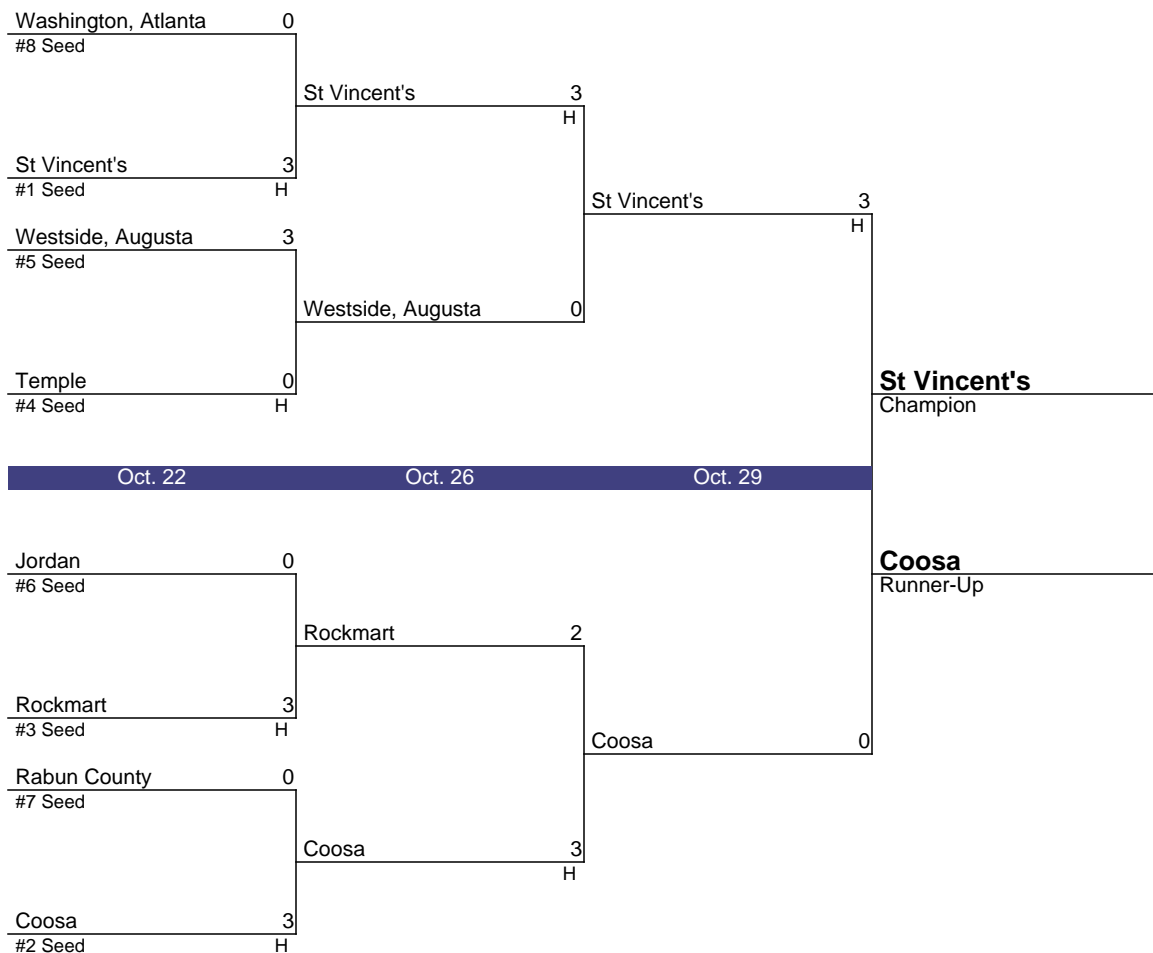 Washington, Atlanta 0
#8 Seed
St Vincent's 3
H
St Vincent's 3
#1 Seed H
St Vincent's 3
H
Westside, Augusta 3
#5 Seed
Westside, Augusta 0
Temple 0
#4 Seed H
St Vincent's
Champion
Oct. 22 Oct. 26 Oct. 29
Jordan 0
#6 Seed
Coosa
Runner-Up
Rockmart 2
Rockmart 3
#3 Seed H
Coosa 0
Rabun County 0
#7 Seed
Coosa 3
H
Coosa 3
#2 Seed H